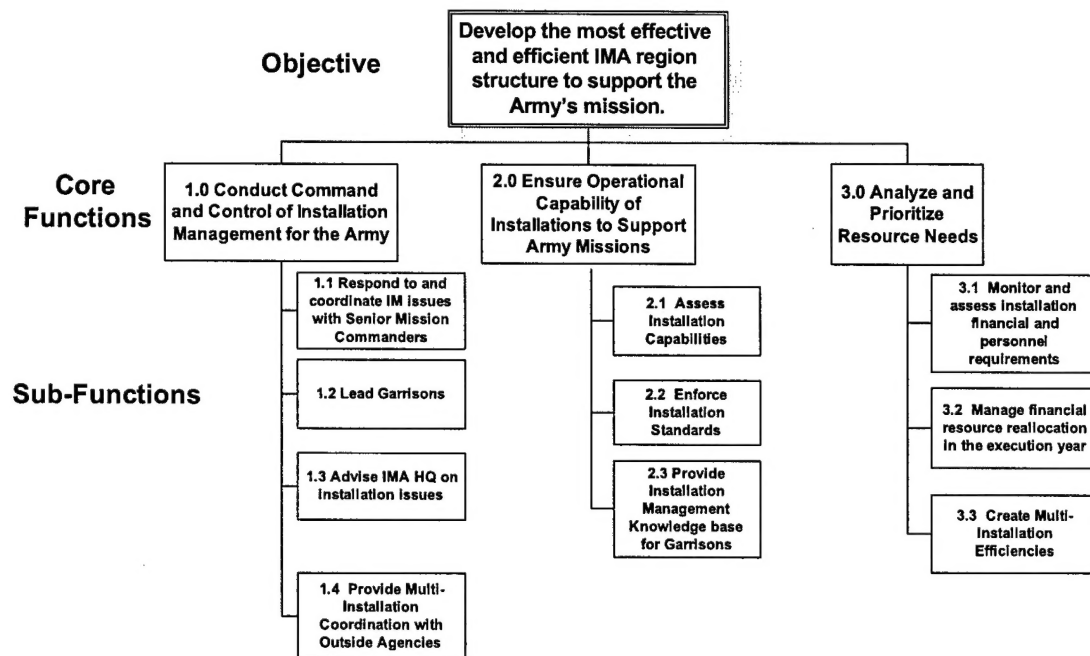 Objective
Develop the most effective
and efficient IMA region
structure to support the
Army's mission.
Core
Functions
1.0 Conduct Command
and Control of Installation
Management for the Army
2.0 Ensure Operational
Capability of
Installations to Support
Army Missions
3.0 Analyze and
Prioritize
Resource Needs
Sub-Functions
1.1 Respond to and
coordinate IM issues
with Senior Mission
Commanders
1.2 Lead Garrisons
1.3 Advise IMA HQ on
installation issues
1.4 Provide Multi-
Installation
Coordination with
Outside Agencies
2.1 Assess
Installation
Capabilities
2.2 Enforce
Installation
Standards
2.3 Provide
Installation
Management
Knowledge base
for Garrisons
3.1 Monitor and
assess installation
financial and
personnel
requirements
3.2 Manage financial
resource reallocation
in the execution year
3.3 Create Multi-
Installation
Efficiencies